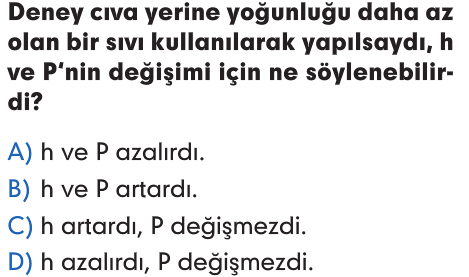 Deney cıva yerine yoğunluğu daha az
olan bir sıvı kullanılarak yapılsaydı, h
ve P‘nin değişimi için ne söylenebilir-
di?
A) h ve P azalırdı.
B) h ve P artardı.
C) h artardı, P değişmezdi.
D) h azalırdı, P değişmezdi.